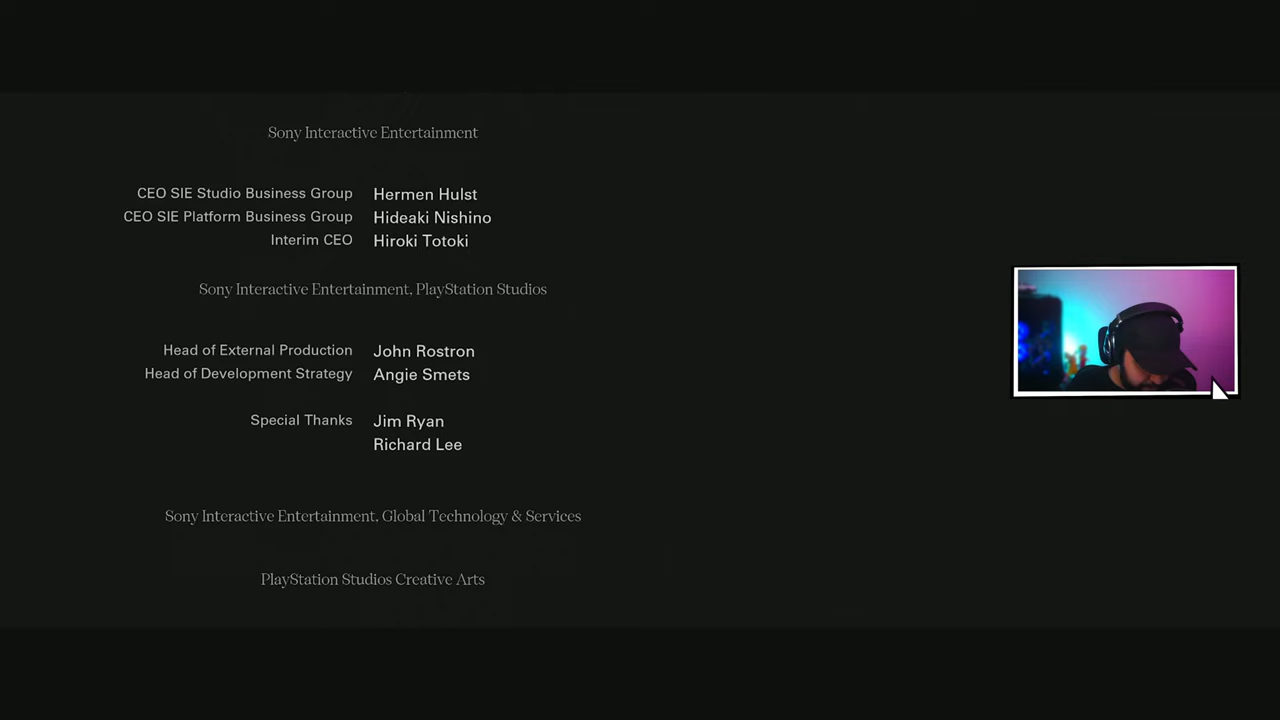 Sony Interactive Entertainment
CEO SIE Studio Business Group Hermen Hulst
CEO SIE Platform Business Group Hideaki Nishino
Interim CEO Hiroki Totoki
Sony Interactive Entertainment, PlayStation Studios
Head of External Production John Rostron
Head of Development Strategy Angie Smets
Special Thanks Jim Ryan
Richard Lee
Sony Interactive Entertainment, Global Technology & Services
PlayStation Studios Creative Arts